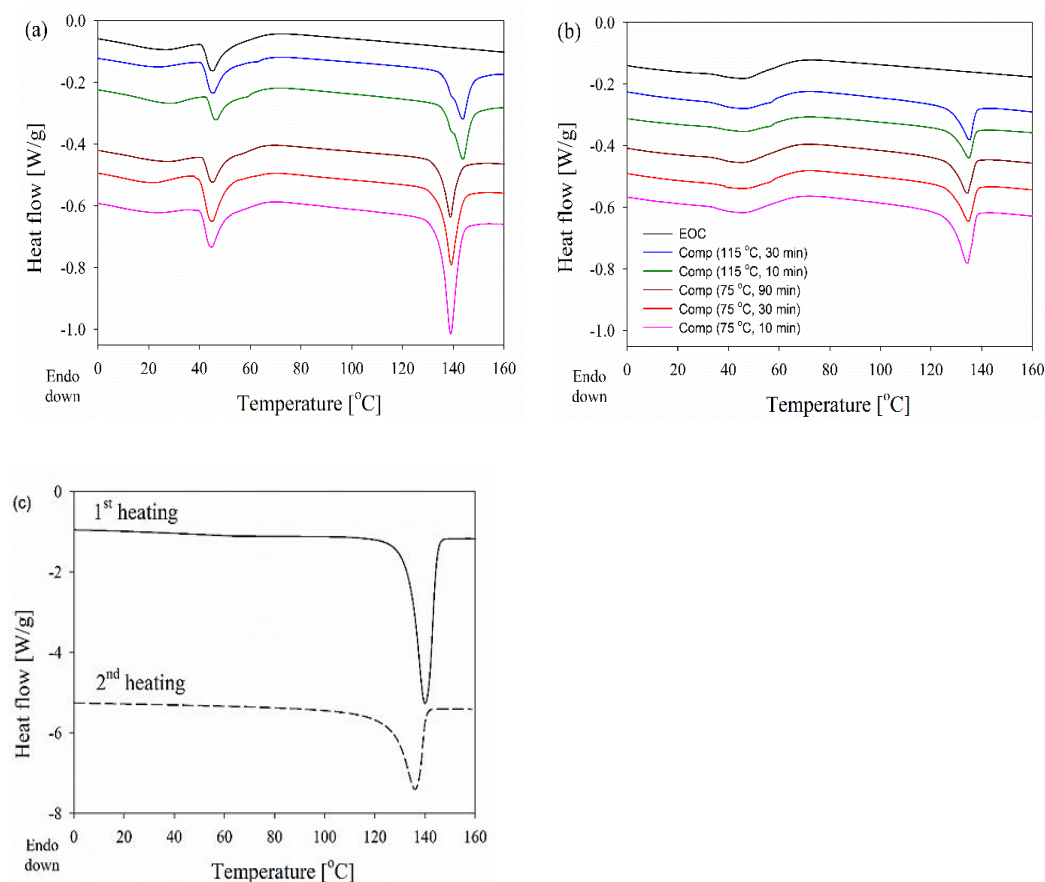 (a)
0.0
-0.2
-0.4
-0.6
-0.8
-1.0
Heat flow [W/g]
Endo
down
0 20 40 60 80 100 120 140 160
Temperature [°C]
(b)
0.0
-0.2
-0.4
-0.6
-0.8
-1.0
Heat flow [W/g]
EOC
Comp (115 °C, 30 min)
Comp (115 °C, 10 min)
Comp (75 °C, 90 min)
Comp (75 °C, 30 min)
Comp (75 °C, 10 min)
Endo
down
0 20 40 60 80 100 120 140 160
Temperature [°C]
(c)
0
-2
-4
-6
-8
Heat flow [W/g]
1st heating
2nd heating
Endo
down
0 20 40 60 80 100 120 140 160
Temperature [°C]